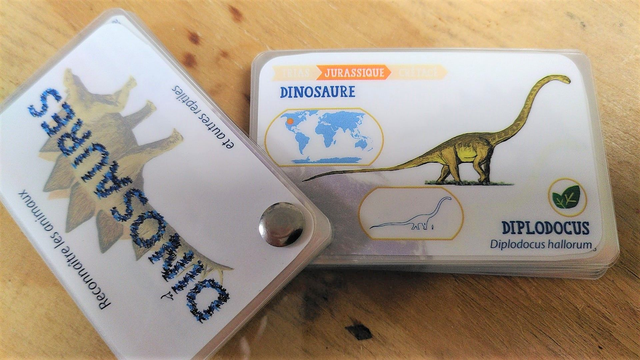 Reconnaître les animaux
DINOSAURES
et autres reptiles
JURASSIQUE
DINOSAURE
DIPLODOCUS
Diplodocus hallorum